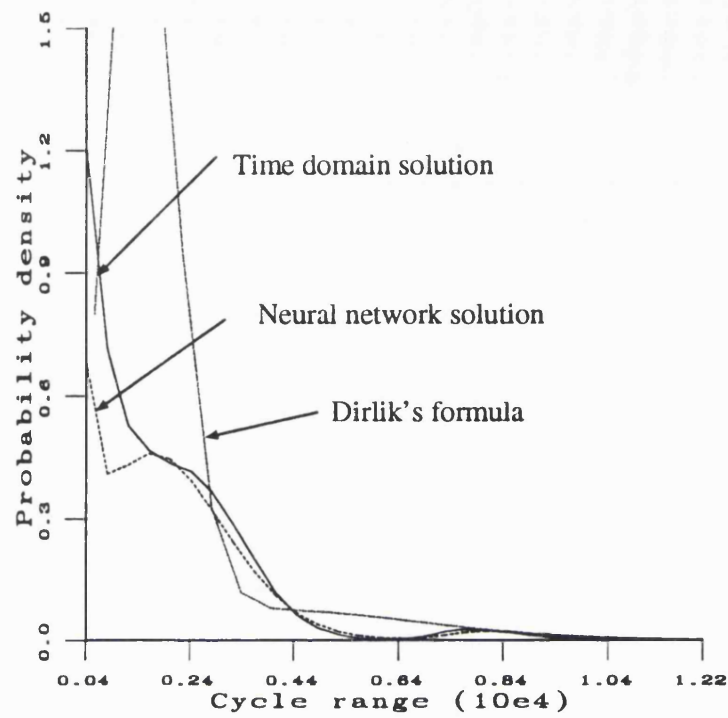 1.5
1.2
0.9
0.6
0.3
0.0
Probability density
Time domain solution
Neural network solution
Dirlik's formula
0.04 0.24 0.44 0.64 0.84 1.04 1.22
Cycle range (10e4)